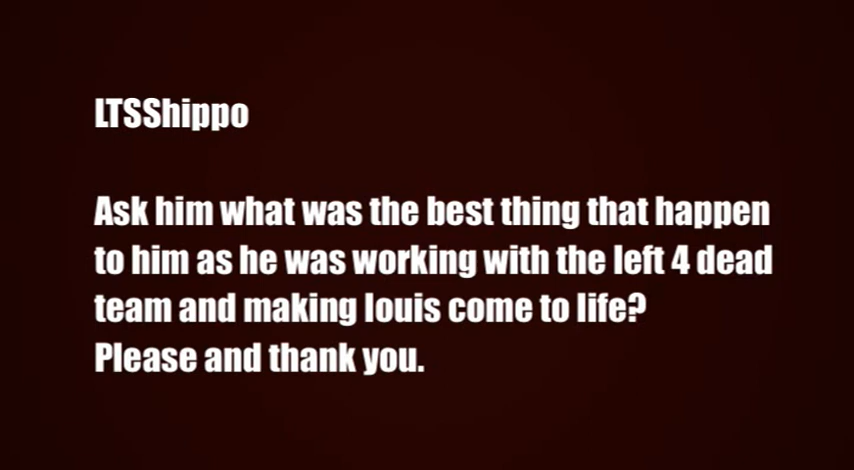 LTSShippo
Ask him what was the best thing that happen
to him as he was working with the left 4 dead
team and making louis come to life?
Please and thank you.